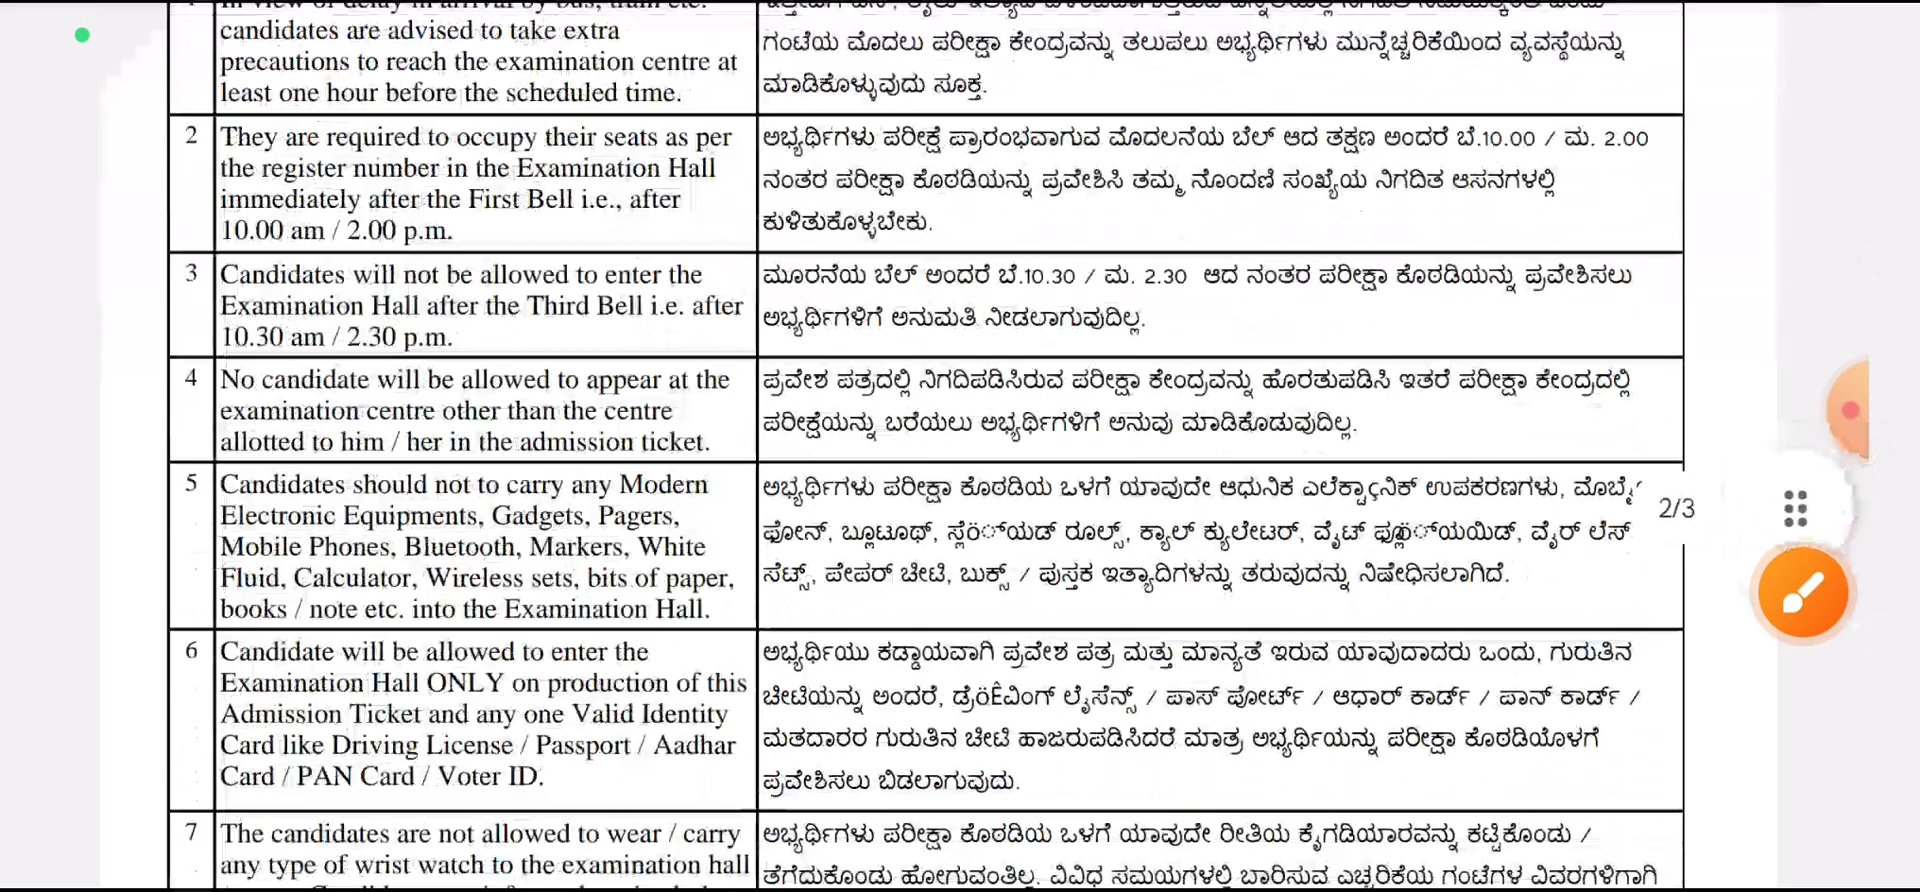 1 In view of delay in arrival by bus, train etc.
candidates are advised to take extra
precautions to reach the examination centre at
least one hour before the scheduled time.
ಗಂಟೆಯ ಮೊದಲು ಪರೀಕ್ಷಾ ಕೇಂದ್ರವನ್ನು ತಲುಪಲು ಅಭ್ಯರ್ಥಿಗಳು ಮುನ್ನೆಚ್ಚರಿಕೆಯಿಂದ ವ್ಯವಸ್ಥೆಯನ್ನು
ಮಾಡಿಕೊಳ್ಳುವುದು ಸೂಕ್ತ.
2 They are required to occupy their seats as per
the register number in the Examination Hall
immediately after the First Bell i.e., after
10.00 am / 2.00 p.m.
ಅಭ್ಯರ್ಥಿಗಳು ಪರೀಕ್ಷೆ ಪ್ರಾರಂಭವಾಗುವ ಮೊದಲನೆಯ ಬೆಲ್ ಆದ ತಕ್ಷಣ ಅಂದರೆ ಬೆ.10.00 / ಮ. 2.00
ನಂತರ ಪರೀಕ್ಷಾ ಕೊಠಡಿಯನ್ನು ಪ್ರವೇಶಿಸಿ ತಮ್ಮ ನೊಂದಣಿ ಸಂಖ್ಯೆಯ ನಿಗದಿತ ಆಸನಗಳಲ್ಲಿ
ಕುಳಿತುಕೊಳ್ಳಬೇಕು.
3 Candidates will not be allowed to enter the
Examination Hall after the Third Bell i.e. after
10.30 am / 2.30 p.m.
ಮೂರನೆಯ ಬೆಲ್ ಅಂದರೆ ಬೆ.10.30 / ಮ. 2.30 ಆದ ನಂತರ ಪರೀಕ್ಷಾ ಕೊಠಡಿಯನ್ನು ಪ್ರವೇಶಿಸಲು
ಅಭ್ಯರ್ಥಿಗಳಿಗೆ ಅನುಮತಿ ನೀಡಲಾಗುವುದಿಲ್ಲ.
4 No candidate will be allowed to appear at the
examination centre other than the centre
allotted to him / her in the admission ticket.
ಪ್ರವೇಶ ಪತ್ರದಲ್ಲಿ ನಿಗದಿಪಡಿಸಿರುವ ಪರೀಕ್ಷಾ ಕೇಂದ್ರವನ್ನು ಹೊರತುಪಡಿಸಿ ಇತರೆ ಪರೀಕ್ಷಾ ಕೇಂದ್ರದಲ್ಲಿ
ಪರೀಕ್ಷೆಯನ್ನು ಬರೆಯಲು ಅಭ್ಯರ್ಥಿಗಳಿಗೆ ಅನುವು ಮಾಡಿಕೊಡುವುದಿಲ್ಲ.
5 Candidates should not to carry any Modern
Electronic Equipments, Gadgets, Pagers,
Mobile Phones, Bluetooth, Markers, White
Fluid, Calculator, Wireless sets, bits of paper,
books / note etc. into the Examination Hall.
ಅಭ್ಯರ್ಥಿಗಳು ಪರೀಕ್ಷಾ ಕೊಠಡಿಯ ಒಳಗೆ ಯಾವುದೇ ಆಧುನಿಕ ಉಪಕರಣಗಳು,
ಫೋನ್, ಬ್ಲೂಟೂಥ್, ರೂಲ್ಸ್, ಕ್ಯಾಲ್ ಕ್ಯುಲೇಟರ್, ವೈಟ್ ವೈರ್ ಲೆಸ್
ಸೆಟ್ಸ್, ಪೇಪರ್ ಚೀಟಿ, ಬುಕ್ಸ್ / ಪುಸ್ತಕ ಇತ್ಯಾದಿಗಳನ್ನು ತರುವುದನ್ನು ನಿಷೇಧಿಸಲಾಗಿದೆ.
2/3
6 Candidate will be allowed to enter the
Examination Hall ONLY on production of this
Admission Ticket and any one Valid Identity
Card like Driving License / Passport / Aadhar
Card / PAN Card / Voter ID.
ಅಭ್ಯರ್ಥಿಯು ಕಡ್ಡಾಯವಾಗಿ ಪ್ರವೇಶ ಪತ್ರ ಮತ್ತು ಮಾನ್ಯತೆ ಇರುವ ಯಾವುದಾದರು ಒಂದು, ಗುರುತಿನ
ಚೀಟಿಯನ್ನು ಅಂದರೆ, ಲೈಸೆನ್ಸ್ / ಪಾಸ್ ಪೋರ್ಟ್ / ಆಧಾರ್ ಕಾರ್ಡ್ / ಪಾನ್ ಕಾರ್ಡ್ /
ಮತದಾರರ ಗುರುತಿನ ಚೀಟಿ ಹಾಜರುಪಡಿಸಿದರೆ ಮಾತ್ರ ಅಭ್ಯರ್ಥಿಯನ್ನು ಪರೀಕ್ಷಾ ಕೊಠಡಿಯೊಳಗೆ
ಪ್ರವೇಶಿಸಲು ಬಿಡಲಾಗುವುದು.
7 The candidates are not allowed to wear / carry
any type of wrist watch to the examination hall
ಅಭ್ಯರ್ಥಿಗಳು ಪರೀಕ್ಷಾ ಕೊಠಡಿಯ ಒಳಗೆ ಯಾವುದೇ ರೀತಿಯ ಕೈಗಡಿಯಾರವನ್ನು ಕಟ್ಟಿಕೊಂಡು /
ತೆಗೆದುಕೊಂಡು ಹೋಗುವಂತಿಲ್ಲ. ವಿವಿಧ ಸಮಯಗಳಲ್ಲಿ ಬಾರಿಸುವ ಎಚ್ಚರಿಕೆಯ ಗಂಟೆಗಳ ವಿವರಗಳಿಗಾಗಿ